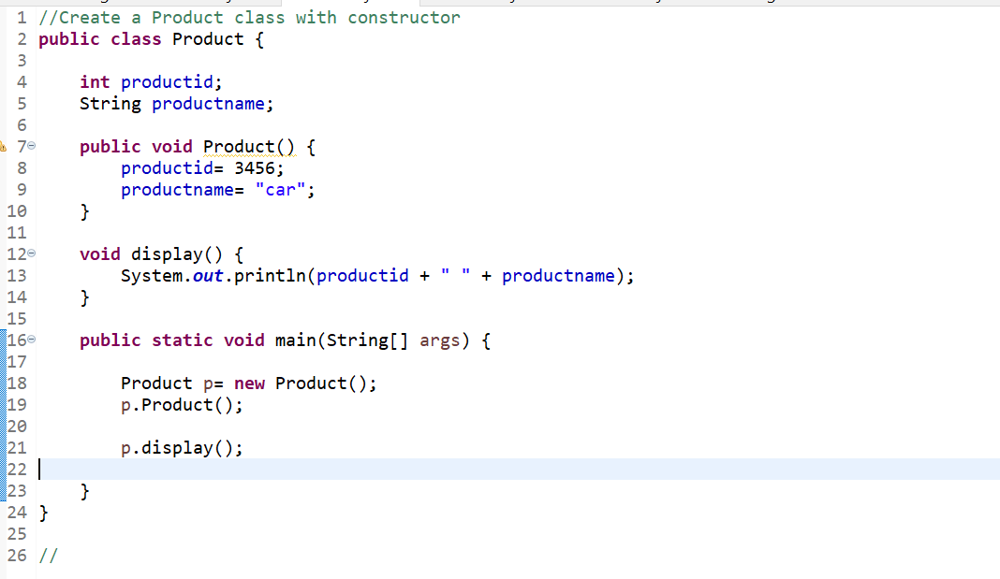 1 //Create a Product class with constructor
2 public class Product {
3
4 int productid;
5 String productname;
6
7 public void Product() {
8 productid= 3456;
9 productname= "car";
10 }
11
12 void display() {
13 System.out.println(productid + " " + productname);
14 }
15
16 public static void main(String[] args) {
17
18 Product p= new Product();
19 p.Product();
20
21 p.display();
22
23 }
24 }
25
26 //